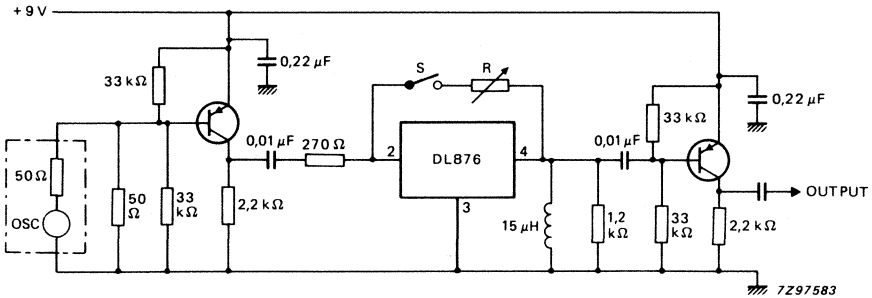 +9V
0,22 μF
33 kΩ
S
R
0,22 μF
33 kΩ
0,01 μF
270 Ω
2
DL876
4
0,01 μF
50Ω
OSC
50
Ω
33
kΩ
2,2 kΩ
3
15 μH
1,2
kΩ
33
kΩ
2,2 kΩ
OUTPUT
7Z97583